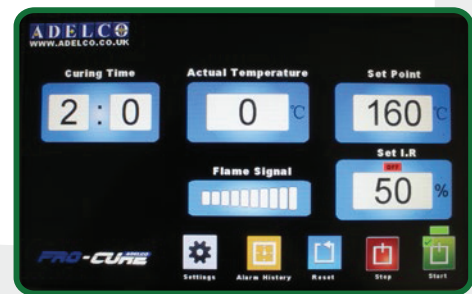 ADELCO
WWW.ADELCO.CO.UK
Curing Time
Actual Temperature
Set Point
2 : 0
0 °C
160 °C
Flame Signal
Set I.R
OFF
50 %
PRO-CURE ADELCO
Settings
Alarm History
Reset
Stop
Start